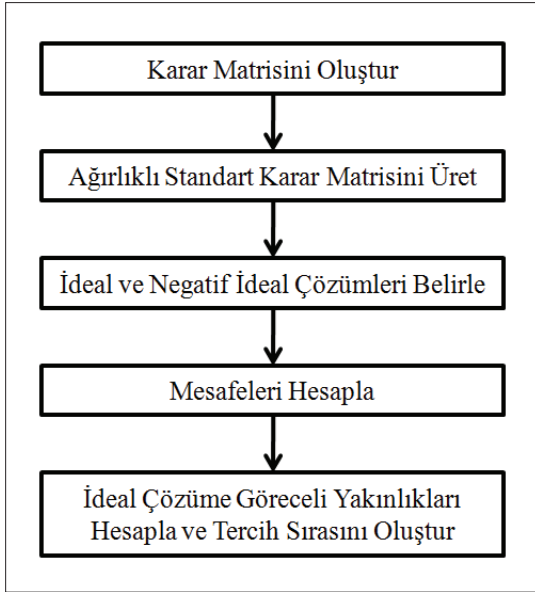 Karar Matrisini Oluştur
Ağırlıklı Standart Karar Matrisini Üret
İdeal ve Negatif İdeal Çözümleri Belirle
Mesafeleri Hesapla
İdeal Çözüme Göreceli Yakınlıkları
Hesapla ve Tercih Sırasını Oluştur